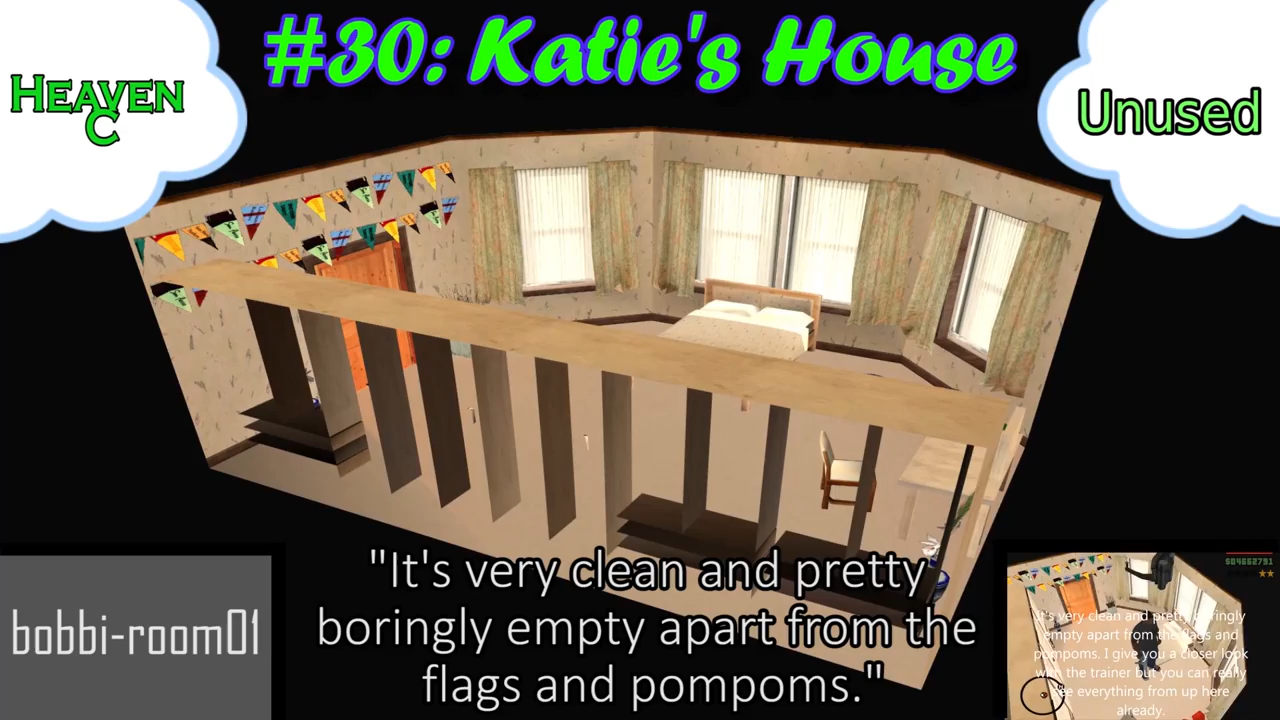 #30: Katie's House
HEAVEN
C
Unused
bobbi-room01
"It's very clean and pretty
boringly empty apart from the
flags and pompoms."
$04662791
It's very clean and pretty boringly
empty apart from the flags and
pompoms. I give you a closer look
with the trainer but you can really
see everything from up here
already.